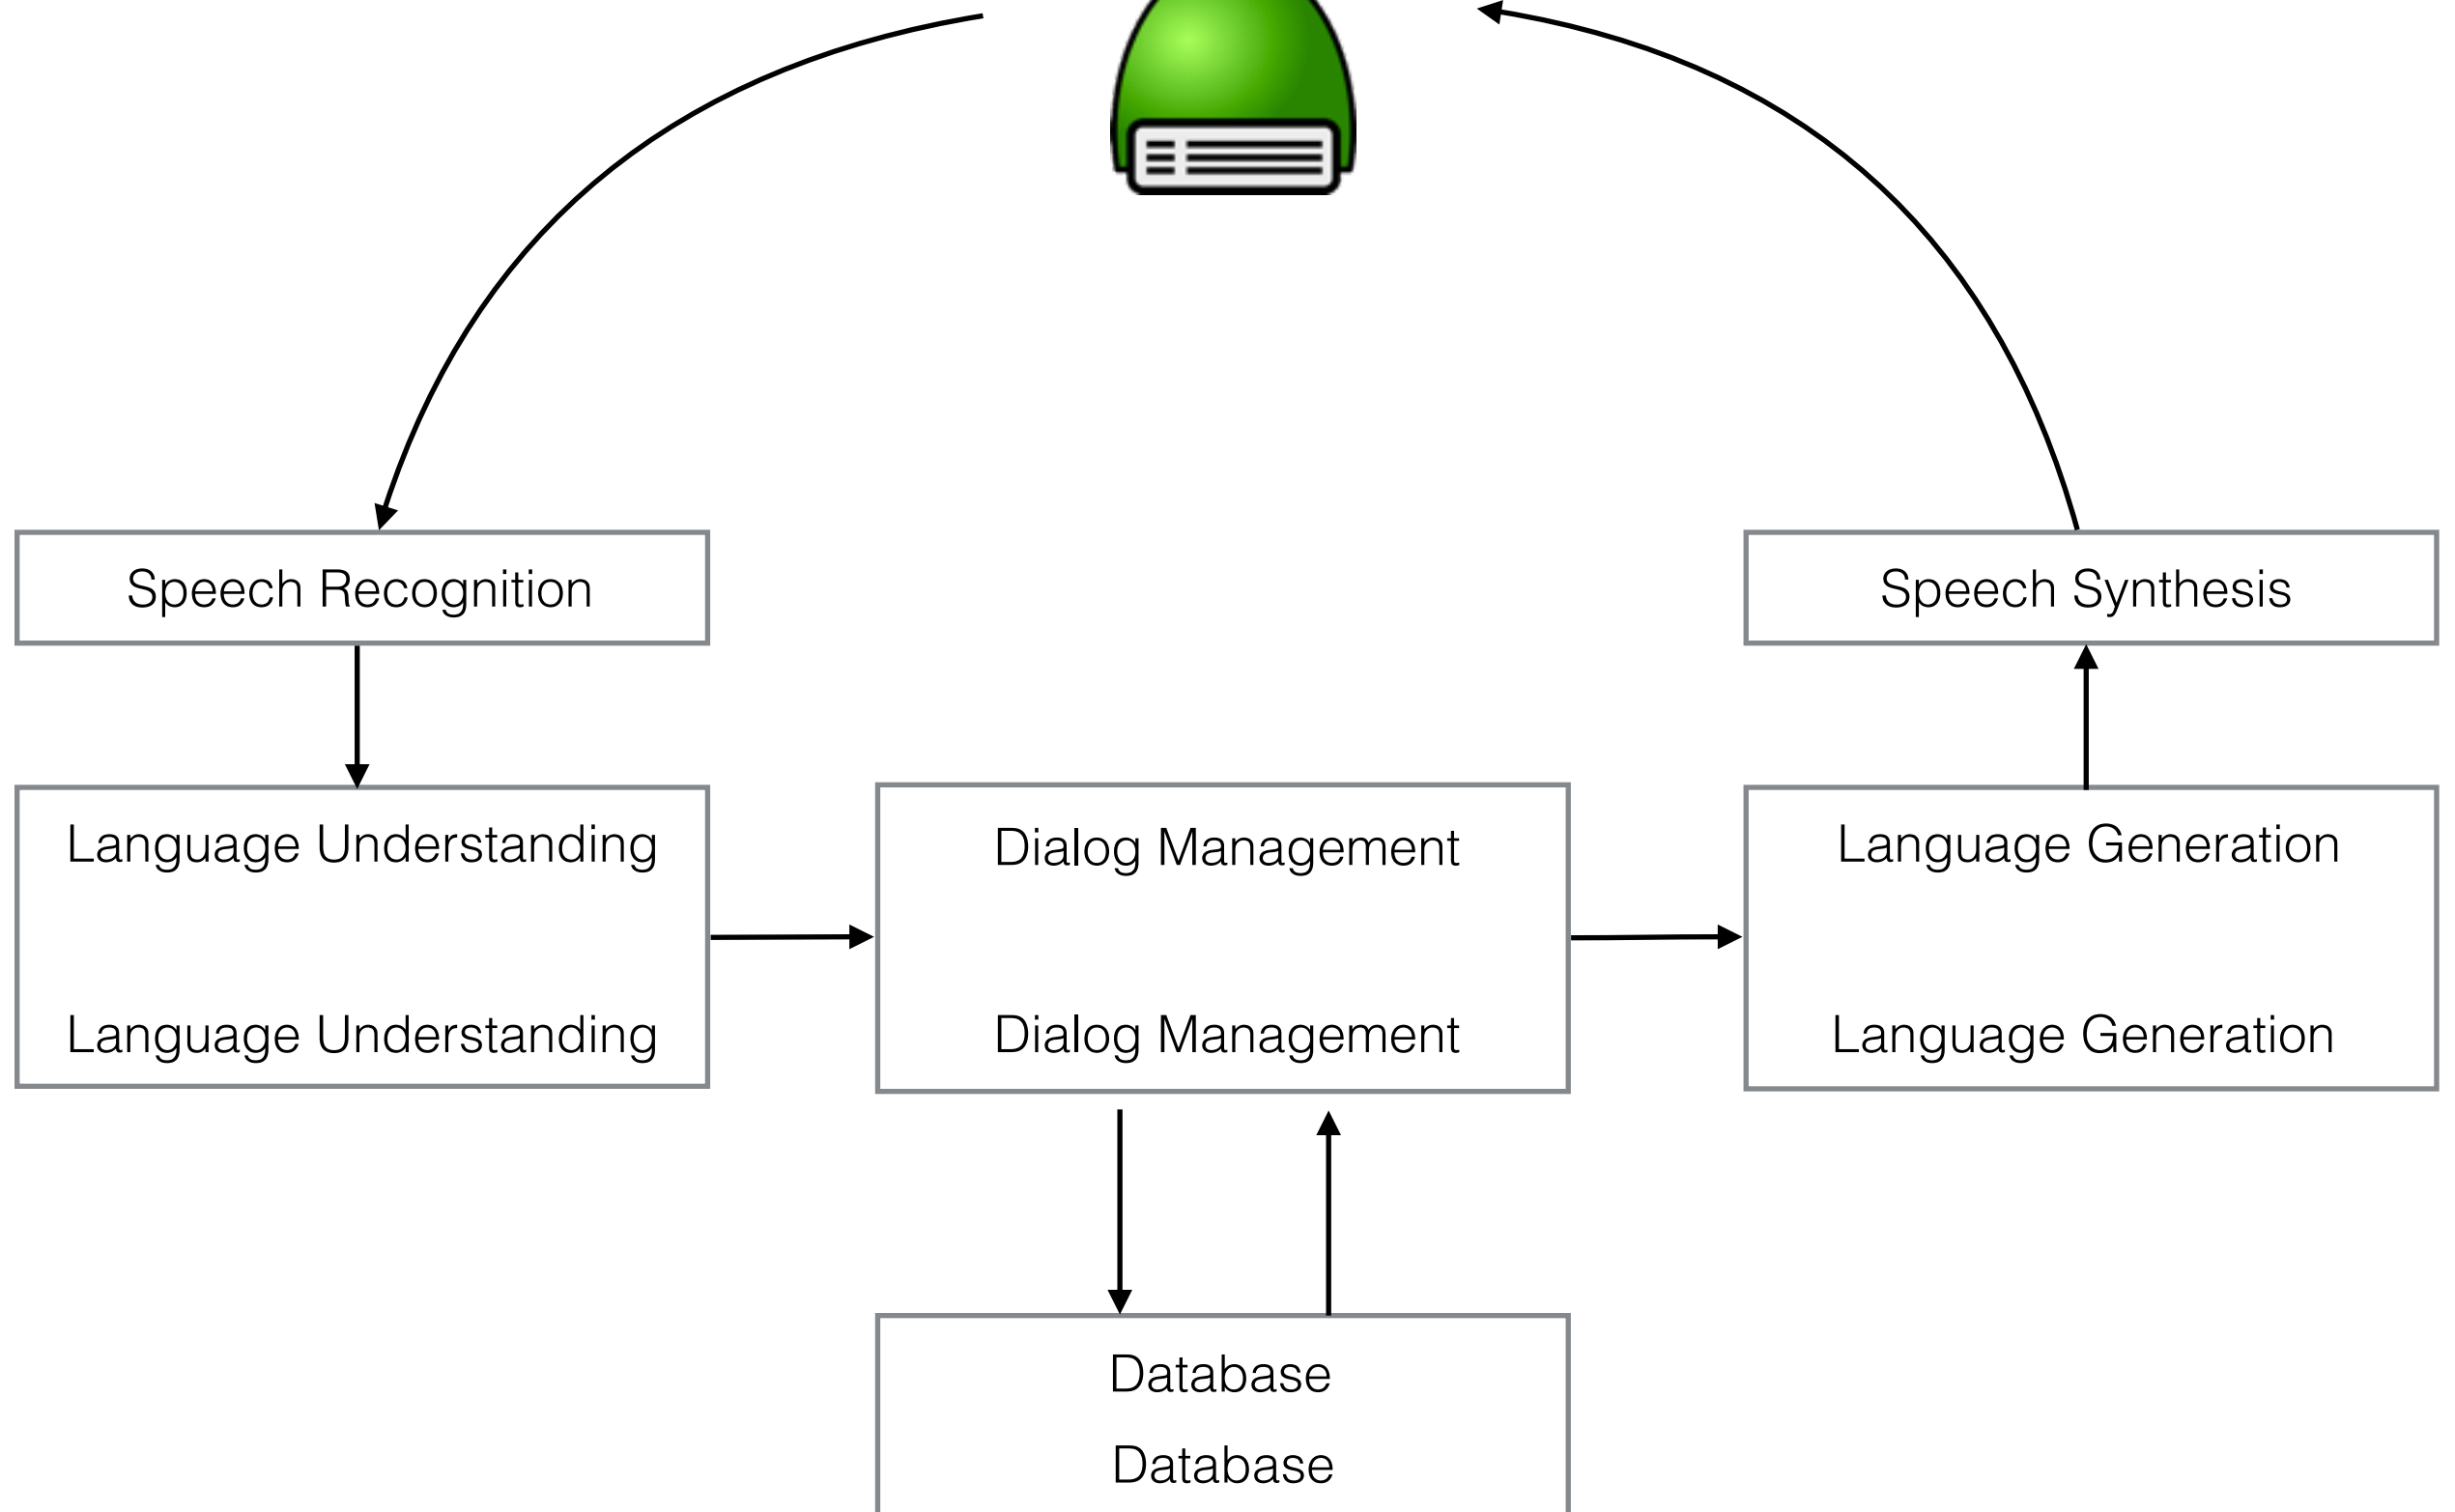 Speech Recognition
Speech Synthesis
Language Understanding
Dialog Management
Language Generation
Language Understanding
Dialog Management
Language Generation
Database
Database